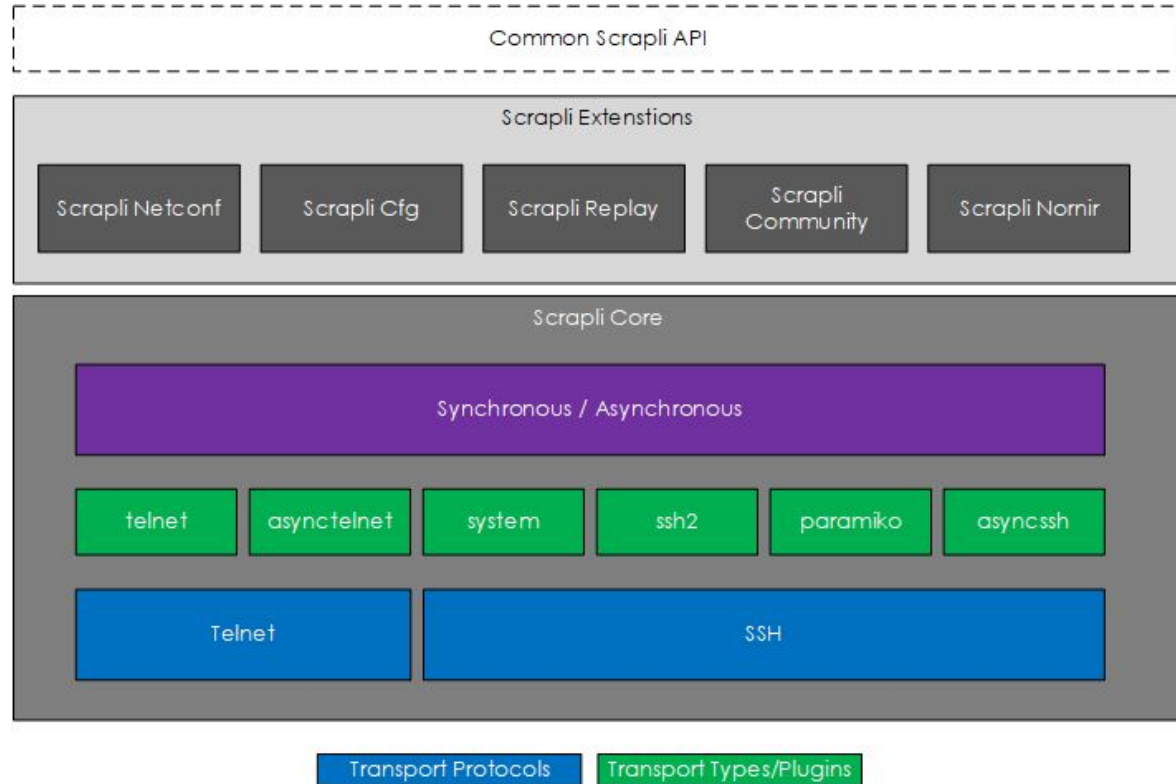 Common Scrapli API
Scrapli Extenstions
Scrapli Netconf
Scrapli Cfg
Scrapli Replay
Scrapli
Community
Scrapli Nornir
Scrapli Core
Synchronous / Asynchronous
telnet
asynctelnet
system
ssh2
paramiko
asyncssh
Telnet
SSH
Transport Protocols
Transport Types/Plugins